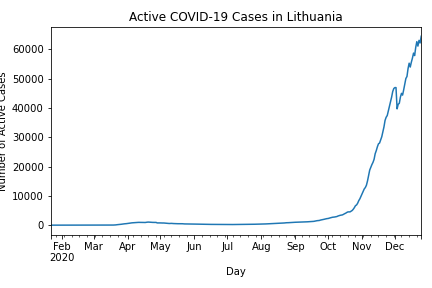 Active COVID-19 Cases in Lithuania
Number of Active Cases
60000
50000
40000
30000
20000
10000
0
Feb Mar Apr May Jun Jul Aug Sep Oct Nov Dec
2020
Day